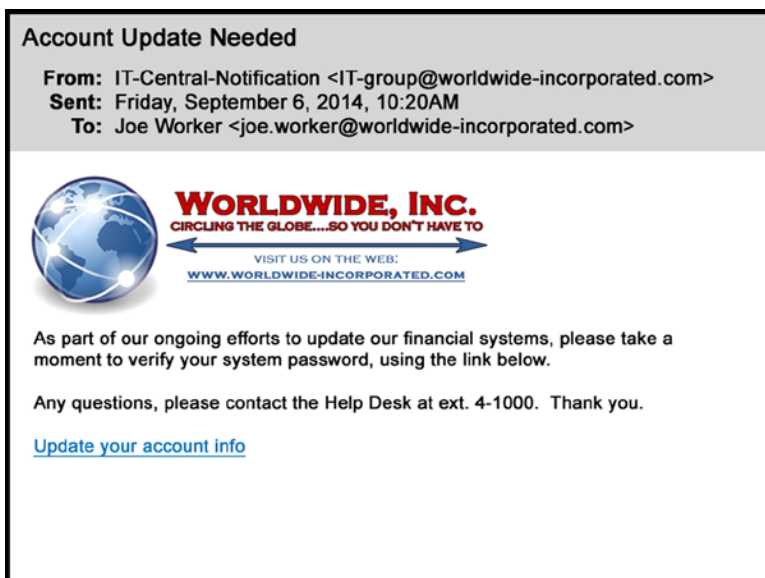 Account Update Needed
From: IT-Central-Notification <IT-group@worldwide-incorporated.com>
Sent: Friday, September 6, 2014, 10:20AM
To: Joe Worker <joe.worker@worldwide-incorporated.com>
WORLDWIDE, INC.
CIRCLING THE GLOBE....SO YOU DON'T HAVE TO
VISIT US ON THE WEB:
WWW.WORLDWIDE-INCORPORATED.COM
As part of our ongoing efforts to update our financial systems, please take a
moment to verify your system password, using the link below.
Any questions, please contact the Help Desk at ext. 4-1000.  Thank you.
Update your account info